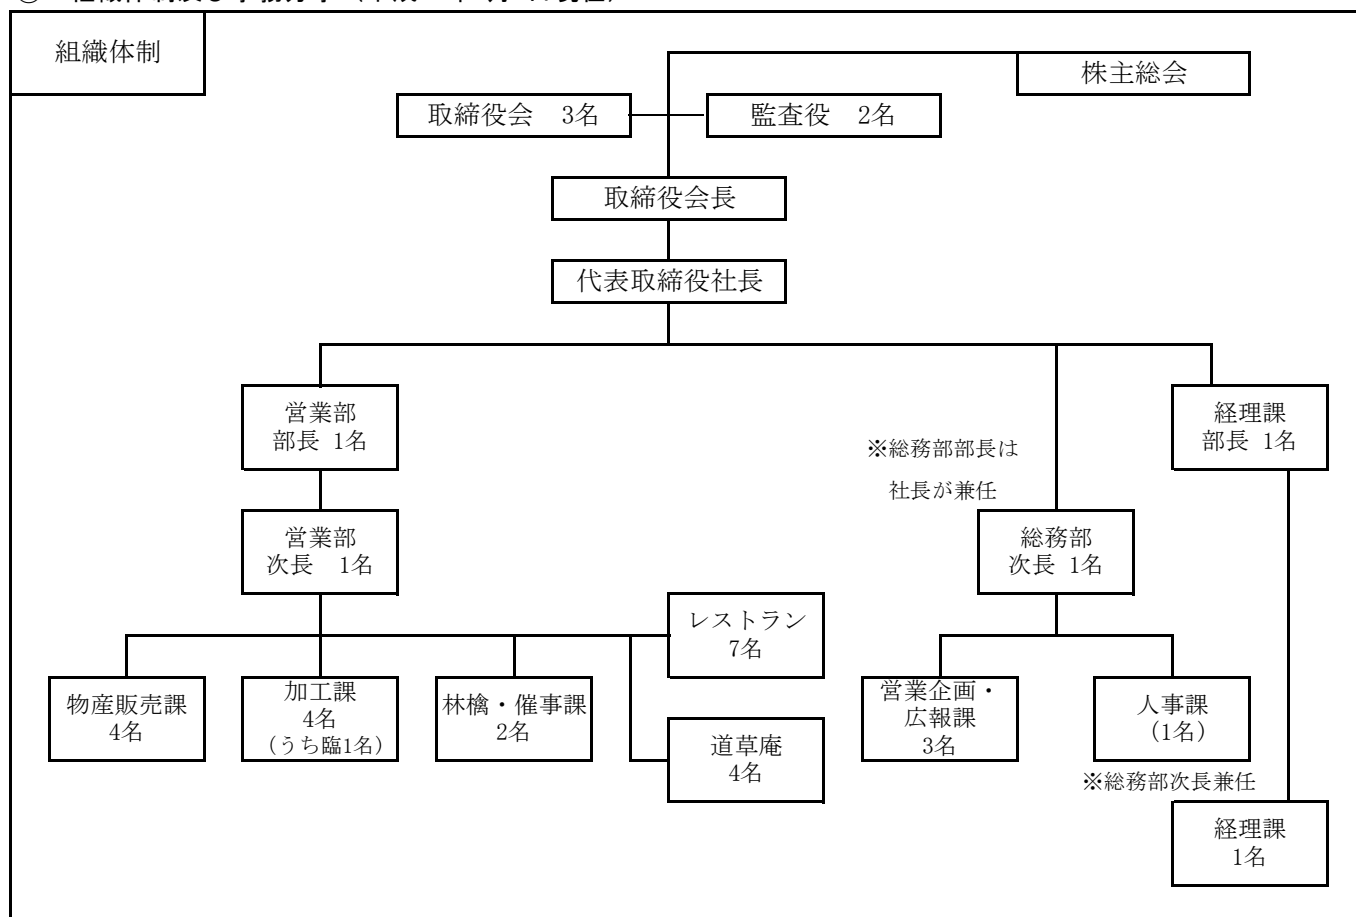 組織体制
株主総会
取締役会　3名
監査役　2名
取締役会長
代表取締役社長
営業部
部長 1名
※総務部部長は
社長が兼任
経理課
部長 1名
営業部
次長　1名
総務部
次長 1名
レストラン
7名
物産販売課
4名
加工課
4名
（うち臨1名）
林檎・催事課
2名
道草庵
4名
営業企画・
広報課
3名
人事課
（1名）
※総務部次長兼任
経理課
1名